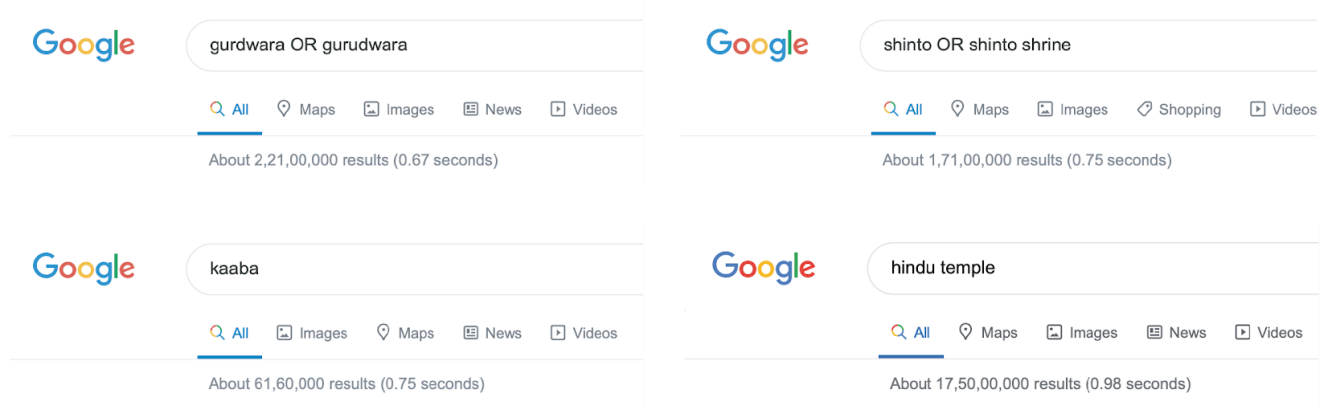 Google gurdwara OR gurudwara
All Maps Images News Videos
About 2,21,00,000 results (0.67 seconds)
Google shinto OR shinto shrine
All Maps Images Shopping Videos
About 1,71,00,000 results (0.75 seconds)
Google kaaba
All Images Maps News Videos
About 61,60,000 results (0.75 seconds)
Google hindu temple
All Maps Images News Videos
About 17,50,00,000 results (0.98 seconds)